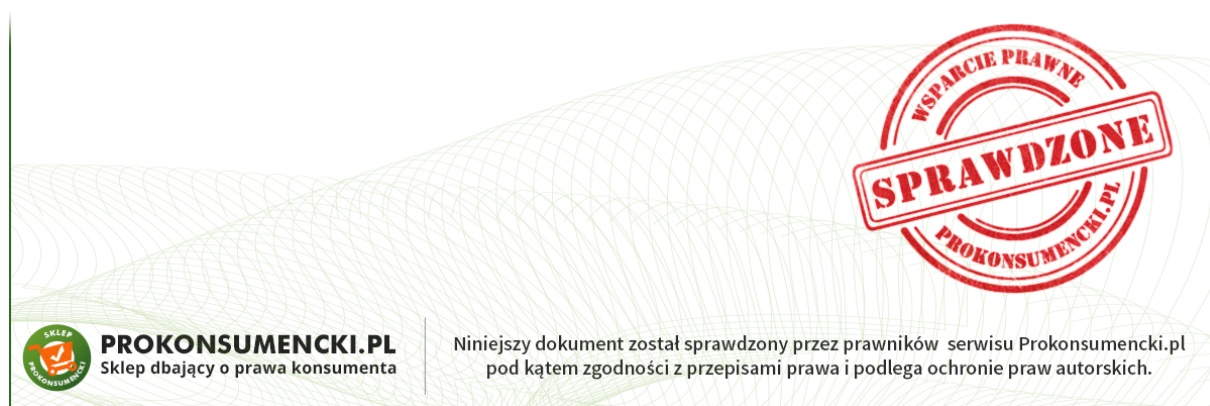 WSPARCIE PRAWNE
SPRAWDZONE
PROKONSUMENCKI.PL
SKLEP
PROKONSUMENCKI
PROKONSUMENCKI.PL
Sklep dbający o prawa konsumenta
Niniejszy dokument został sprawdzony przez prawników serwisu Prokonsumencki.pl
pod kątem zgodności z przepisami prawa i podlega ochronie praw autorskich.